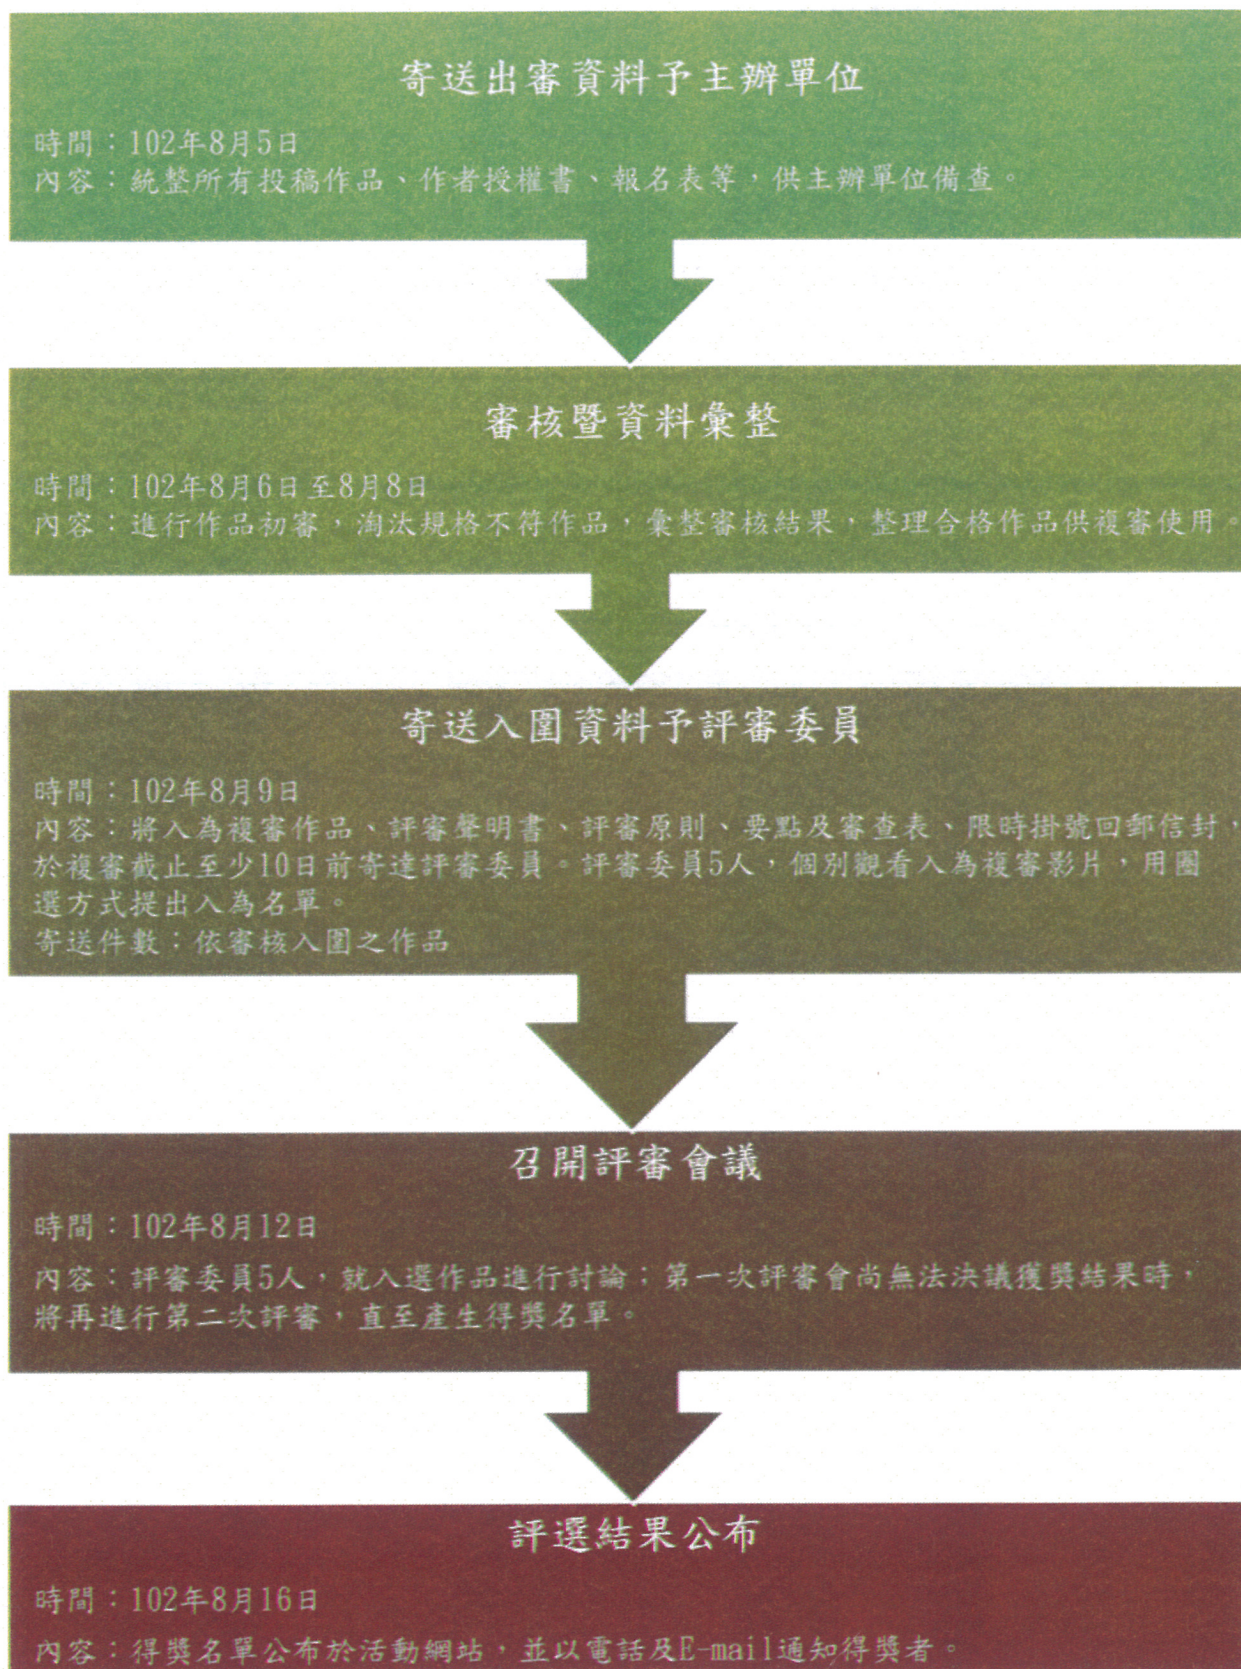 寄送出審資料予主辦單位
時間：102年8月5日
內容：統整所有投稿作品、作者授權書、報名表等，供主辦單位備查。
審核暨資料彙整
時間：102年8月6日至8月8日
內容：進行作品初審，淘汰規格不符作品，彙整審核結果，整理合格作品供複審使用。
寄送入圍資料予評審委員
時間：102年8月9日
內容：將入為複審作品、評審聲明書、評審原則、要點及審查表、限時掛號回郵信封，
於複審截止至少10日前寄達評審委員。評審委員5人，個別觀看入為複審影片，用圈
選方式提出入為名單。
寄送件數：依審核入圍之作品
召開評審會議
時間：102年8月12日
內容：評審委員5人，就入選作品進行討論；第一次評審會尚無法決議獲獎結果時，
將再進行第二次評審，直至產生得獎名單。
評選結果公布
時間：102年8月16日
內容：得獎名單公布於活動網站，並以電話及E-mail通知得獎者。